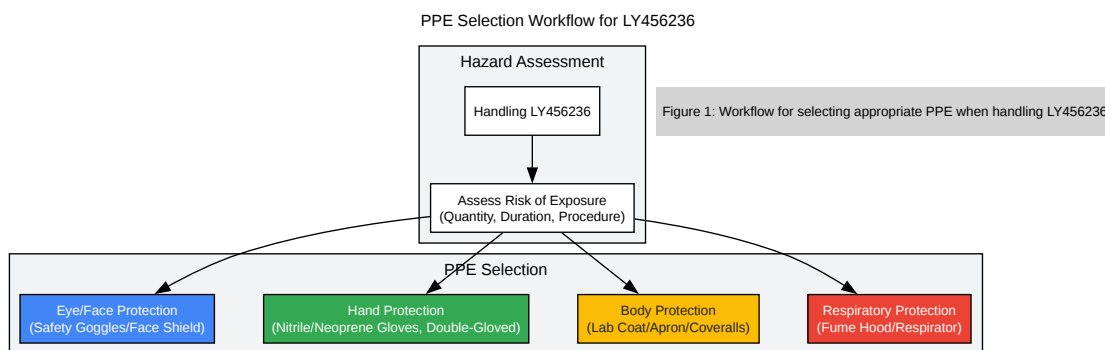 PPE Selection Workflow for LY456236
Hazard Assessment
Handling LY456236
Figure 1: Workflow for selecting appropriate PPE when handling LY456236
Assess Risk of Exposure
(Quantity, Duration, Procedure)
PPE Selection
Eye/Face Protection
(Safety Goggles/Face Shield)
Hand Protection
(Nitrile/Neoprene Gloves, Double-Gloved)
Body Protection
(Lab Coat/Apron/Coveralls)
Respiratory Protection
(Fume Hood/Respirator)